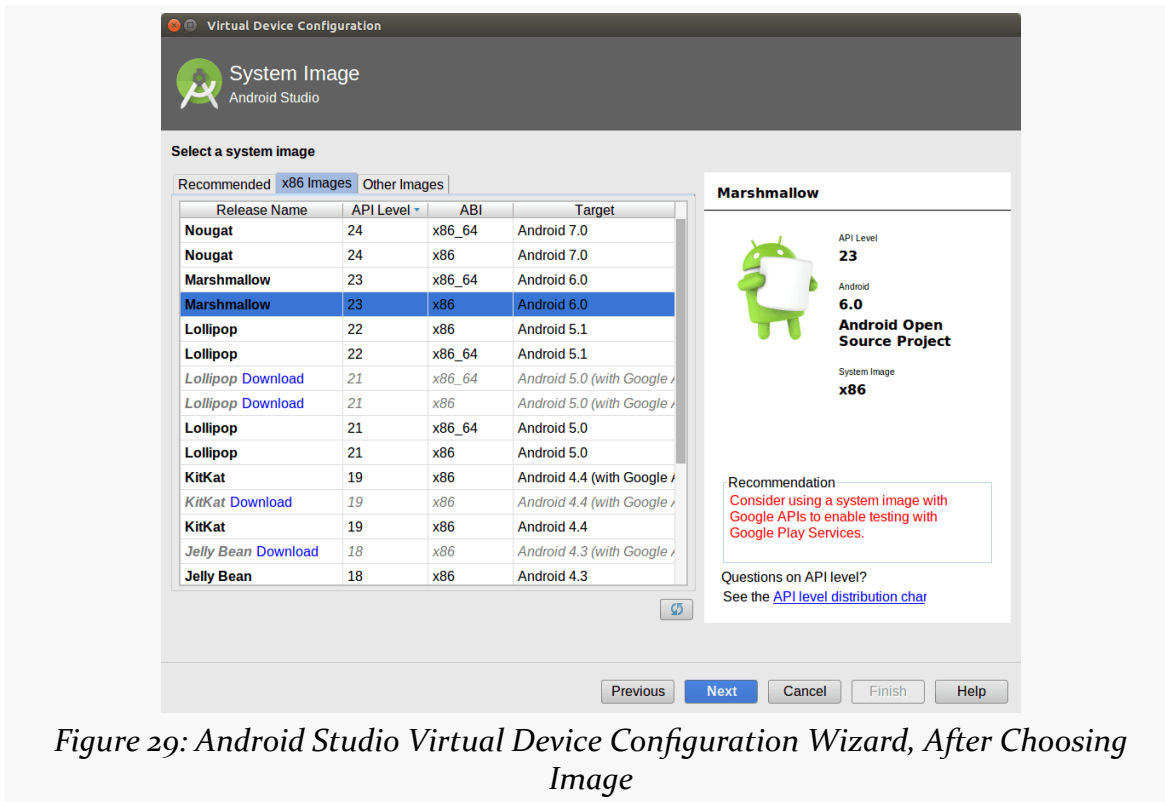 Virtual Device Configuration
System Image
Android Studio
Select a system image
Recommended x86 Images Other Images
Release Name API Level ABI Target
Nougat 24 x86_64 Android 7.0
Nougat 24 x86 Android 7.0
Marshmallow 23 x86_64 Android 6.0
Marshmallow 23 x86 Android 6.0
Lollipop 22 x86 Android 5.1
Lollipop 22 x86_64 Android 5.1
Lollipop Download 21 x86_64 Android 5.0 (with Google A
Lollipop Download 21 x86 Android 5.0 (with Google A
Lollipop 21 x86_64 Android 5.0
Lollipop 21 x86 Android 5.0
KitKat 19 x86 Android 4.4 (with Google A
KitKat Download 19 x86 Android 4.4 (with Google A
KitKat 19 x86 Android 4.4
Jelly Bean Download 18 x86 Android 4.3 (with Google A
Jelly Bean 18 x86 Android 4.3
Marshmallow
API Level
23
Android
6.0
Android Open
Source Project
System Image
x86
Recommendation
Consider using a system image with
Google APIs to enable testing with
Google Play Services.
Questions on API level?
See the API level distribution char
Previous Next Cancel Finish Help
Figure 29: Android Studio Virtual Device Configuration Wizard, After Choosing
Image